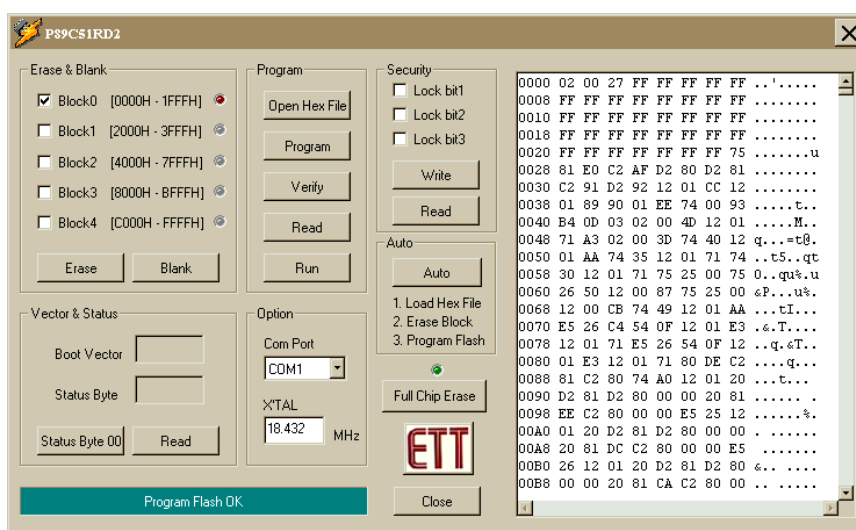 P89C51RD2
Erase & Blank
Block0 [0000H - 1FFFH]
Block1 [2000H - 3FFFH]
Block2 [4000H - 7FFFH]
Block3 [8000H - BFFFH]
Block4 [C000H - FFFFH]
Erase Blank
Vector & Status
Boot Vector
Status Byte
Status Byte 00 Read
Program
Open Hex File
Program
Verify
Read
Run
Option
Com Port
COM1
X'TAL
18.432 MHz
Security
Lock bit1
Lock bit2
Lock bit3
Write
Read
Auto
Auto
1. Load Hex File
2. Erase Block
3. Program Flash
Full Chip Erase
ETT
Close
Program Flash OK
0000 02 00 27 FF FF FF FF FF ..'.....
0008 FF FF FF FF FF FF FF FF ........
0010 FF FF FF FF FF FF FF FF ........
0018 FF FF FF FF FF FF FF FF ........
0020 FF FF FF FF FF FF FF 75 .......u
0028 81 E0 C2 AF D2 80 D2 81 ........
0030 C2 91 D2 92 12 01 CC 12 ........
0038 01 89 90 01 EE 74 00 93 .....t..
0040 B4 0D 03 02 00 4D 12 01 .....M..
0048 71 A3 02 00 3D 74 40 12 q...=t@.
0050 01 AA 74 35 12 01 71 74 ..t5..qt
0058 30 12 01 71 75 25 00 75 0..qu%.u
0060 26 50 12 00 87 75 25 00 &P...u%.
0068 12 00 CB 74 49 12 01 AA ...tI...
0070 E5 26 C4 54 0F 12 01 E3 .&.T....
0078 12 01 71 E5 26 54 0F 12 ..q.&T..
0080 01 E3 12 01 71 80 DE C2 ....q...
0088 81 C2 80 74 A0 12 01 20 ...t...
0090 D2 81 D2 80 00 00 20 81 ...... .
0098 EE C2 80 00 00 E5 25 12 ......%.
00A0 01 20 D2 81 D2 80 00 00 . ......
00A8 20 81 DC C2 80 00 00 E5 .......
00B0 26 12 01 20 D2 81 D2 80 &.. ....
00B8 00 00 20 81 CA C2 80 00 .. .....